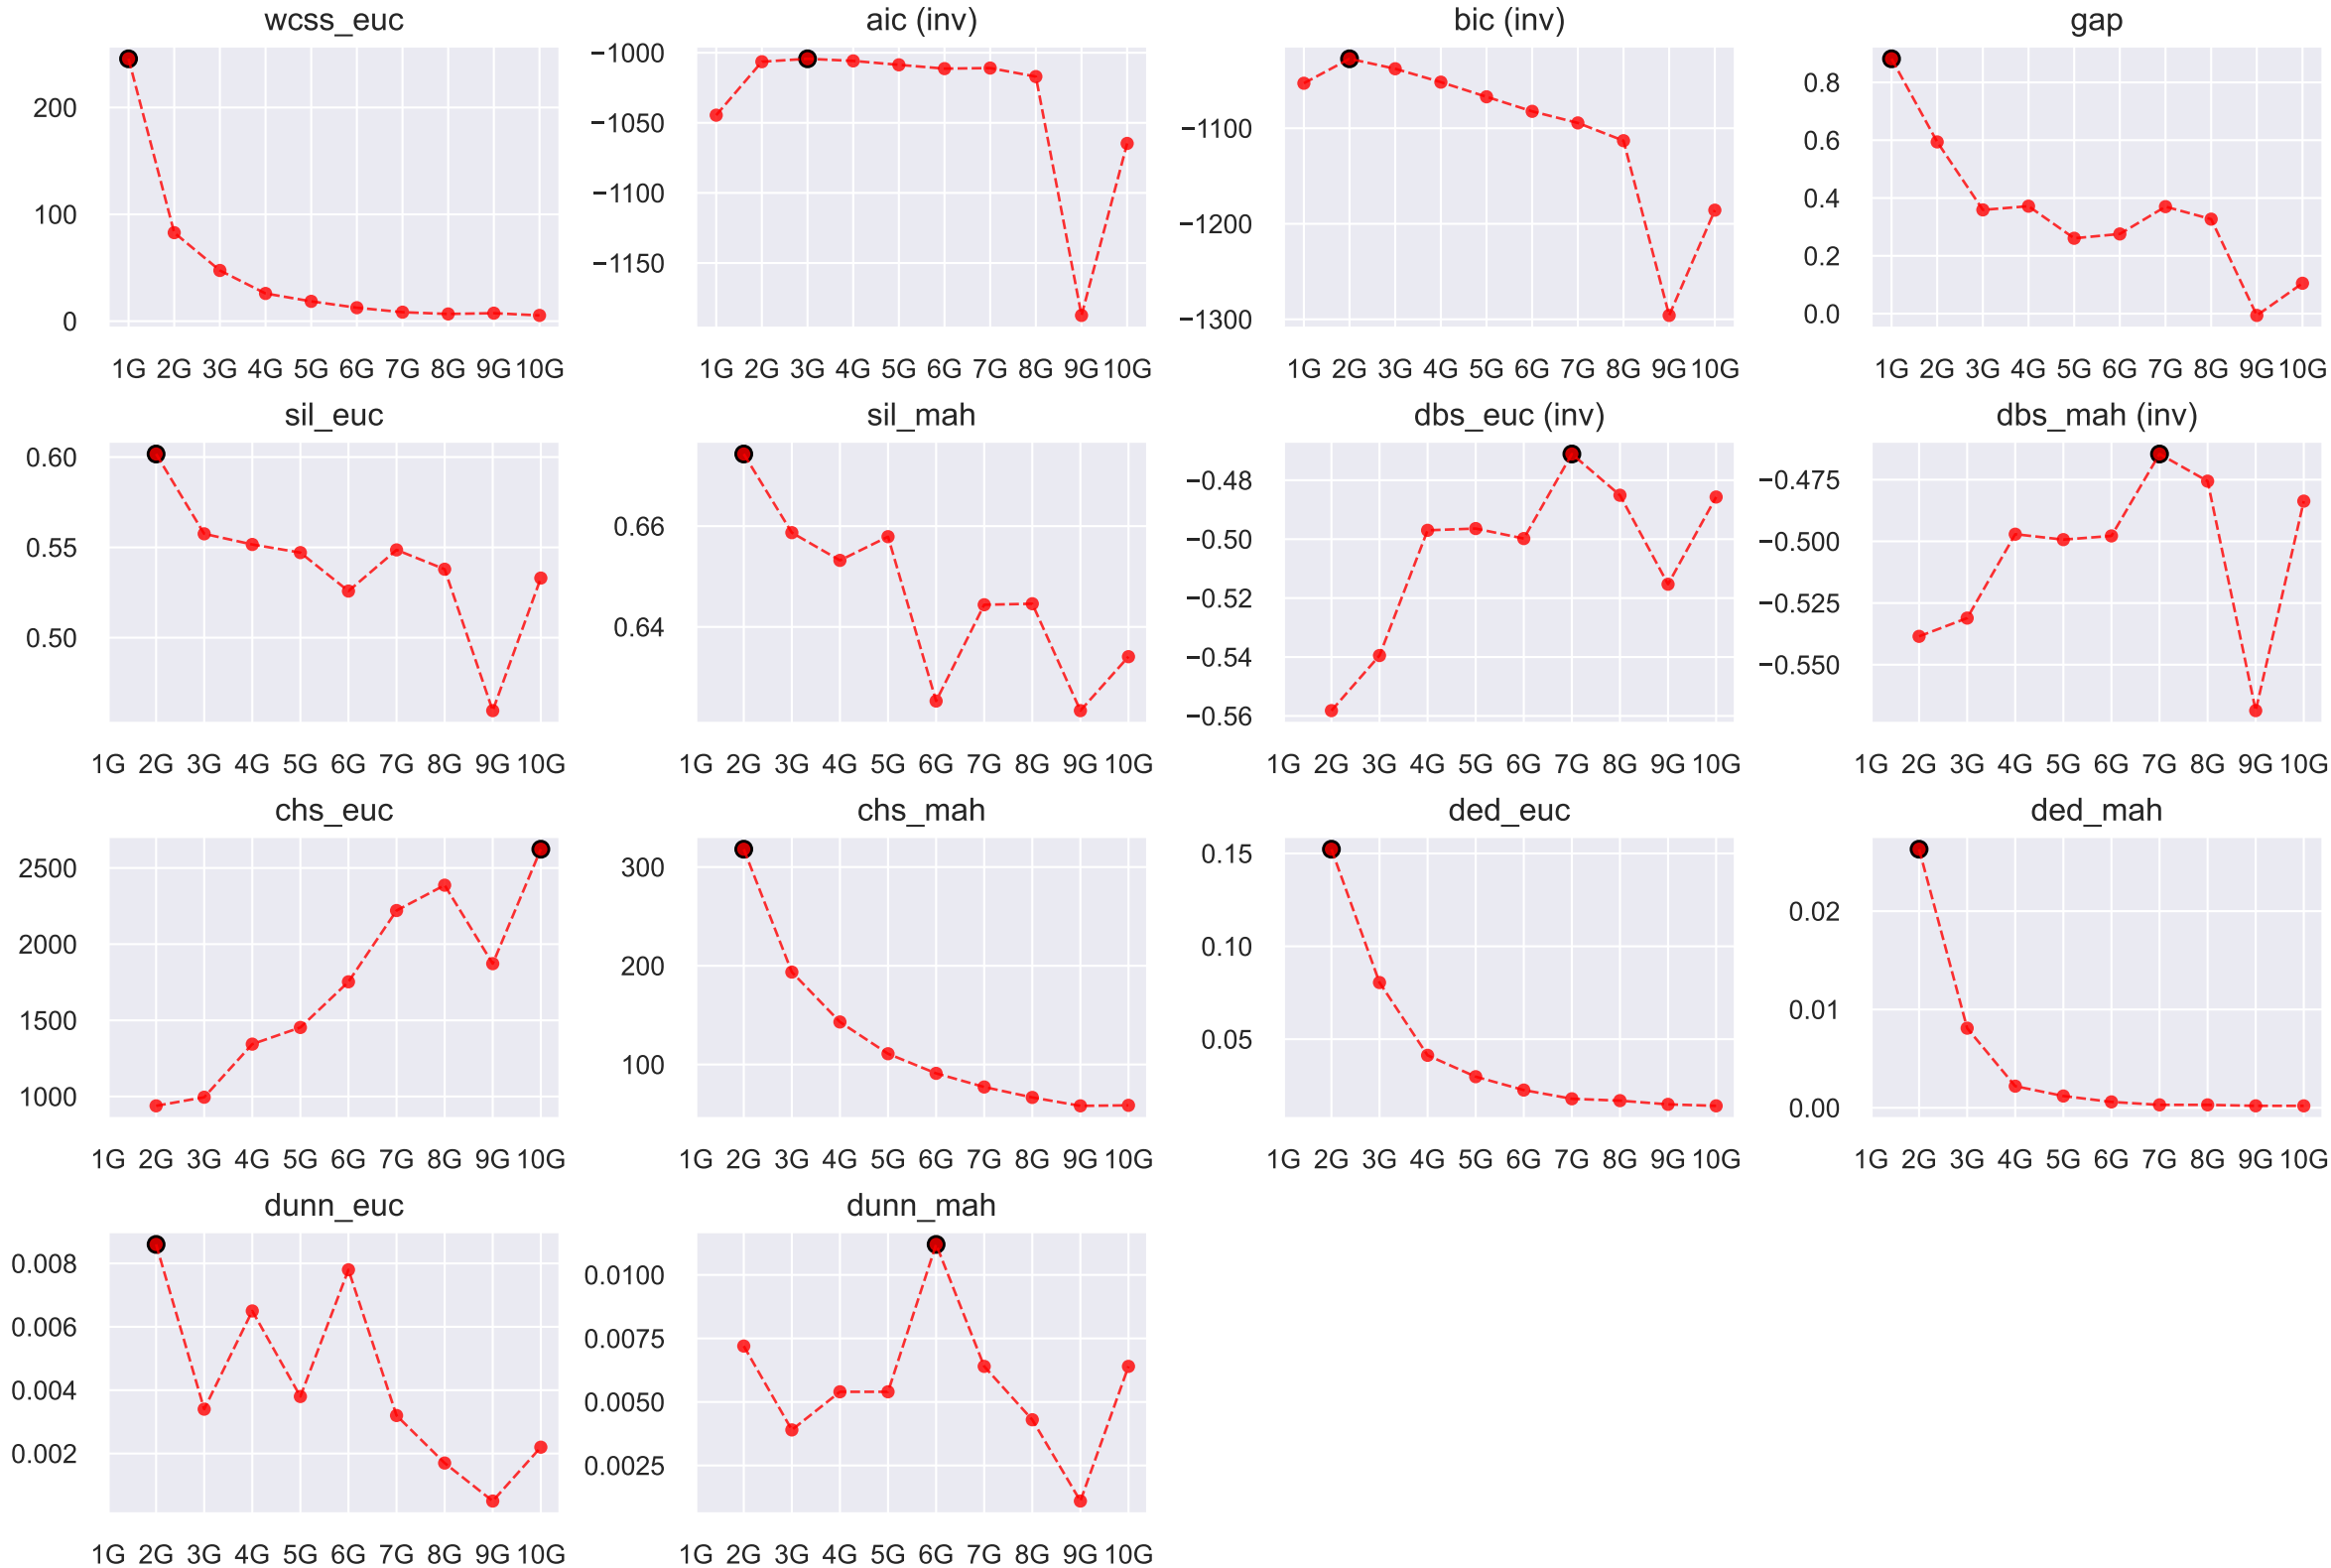 wcss_euc
200
100
0
1G 2G 3G 4G 5G 6G 7G 8G 9G 10G
aic (inv)
−1000
−1050
−1100
−1150
1G 2G 3G 4G 5G 6G 7G 8G 9G 10G
bic (inv)
−1100
−1200
−1300
1G 2G 3G 4G 5G 6G 7G 8G 9G 10G
gap
0.8
0.6
0.4
0.2
0.0
1G 2G 3G 4G 5G 6G 7G 8G 9G 10G
sil_euc
0.60
0.55
0.50
1G 2G 3G 4G 5G 6G 7G 8G 9G 10G
sil_mah
0.66
0.64
1G 2G 3G 4G 5G 6G 7G 8G 9G 10G
dbs_euc (inv)
−0.48
−0.50
−0.52
−0.54
−0.56
1G 2G 3G 4G 5G 6G 7G 8G 9G 10G
dbs_mah (inv)
−0.475
−0.500
−0.525
−0.550
1G 2G 3G 4G 5G 6G 7G 8G 9G 10G
chs_euc
2500
2000
1500
1000
1G 2G 3G 4G 5G 6G 7G 8G 9G 10G
chs_mah
300
200
100
1G 2G 3G 4G 5G 6G 7G 8G 9G 10G
ded_euc
0.15
0.10
0.05
1G 2G 3G 4G 5G 6G 7G 8G 9G 10G
ded_mah
0.02
0.01
0.00
1G 2G 3G 4G 5G 6G 7G 8G 9G 10G
dunn_euc
0.008
0.006
0.004
0.002
1G 2G 3G 4G 5G 6G 7G 8G 9G 10G
dunn_mah
0.0100
0.0075
0.0050
0.0025
1G 2G 3G 4G 5G 6G 7G 8G 9G 10G